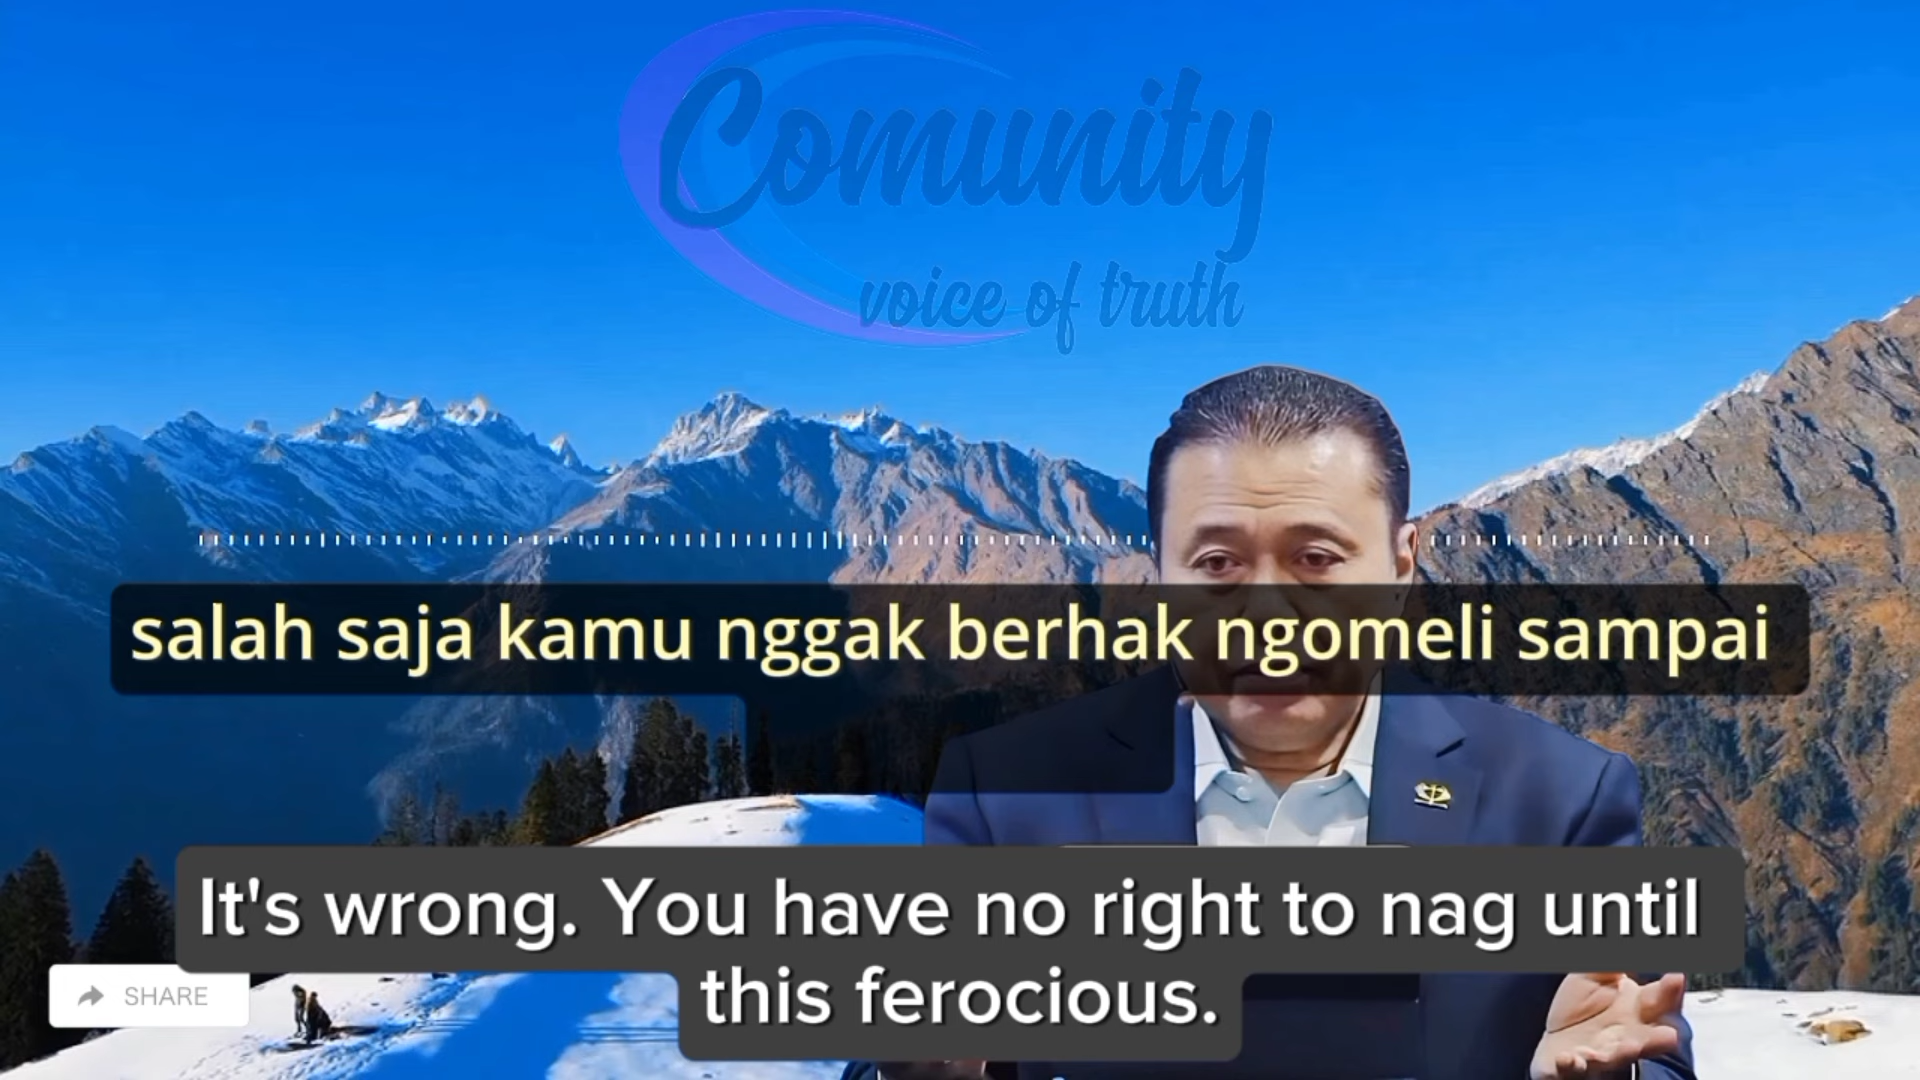 Comunity
voice of truth
salah saja kamu nggak berhak ngomeli sampai
It's wrong. You have no right to nag until
this ferocious.
SHARE